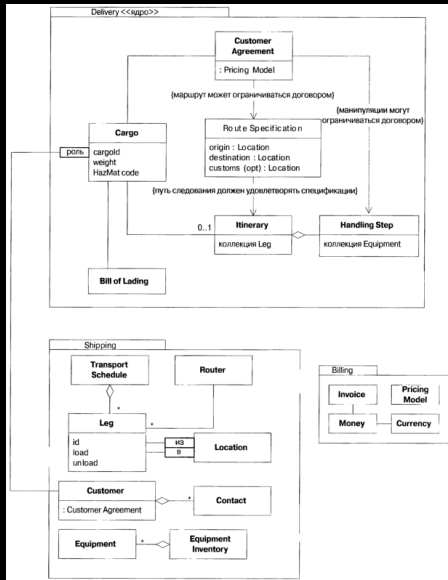 Delivery <<ядро>>
Customer
Agreement
: Pricing Model
{маршрут может ограничиваться договором}
{манипуляции могут
ограничиваться договором}
Cargo
роль
cargoId
weight
HazMat code
Route Specification
origin : Location
destination : Location
customs (opt) : Location
{путь следования должен удовлетворять спецификации}
0..1
Itinerary
коллекция Leg
Handling Step
коллекция Equipment
Bill of Lading
Shipping
Transport
Schedule
Router
*
*
Leg
id
load
unload
из
в
Location
Customer
: Customer Agreement
*
Contact
Equipment
*
Equipment
Inventory
Billing
Invoice
Pricing
Model
Money
Currency